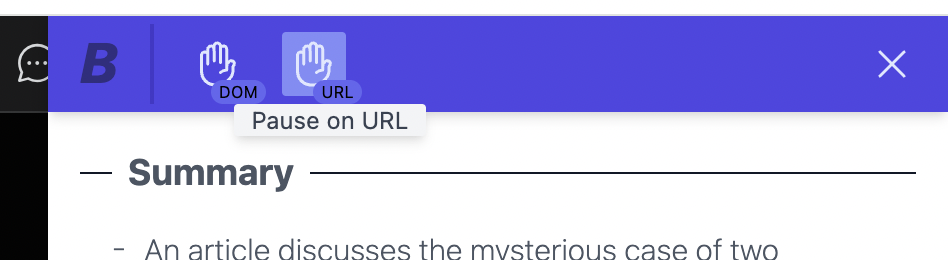 B
DOM
URL
Pause on URL
Summary
- An article discusses the mysterious case of two